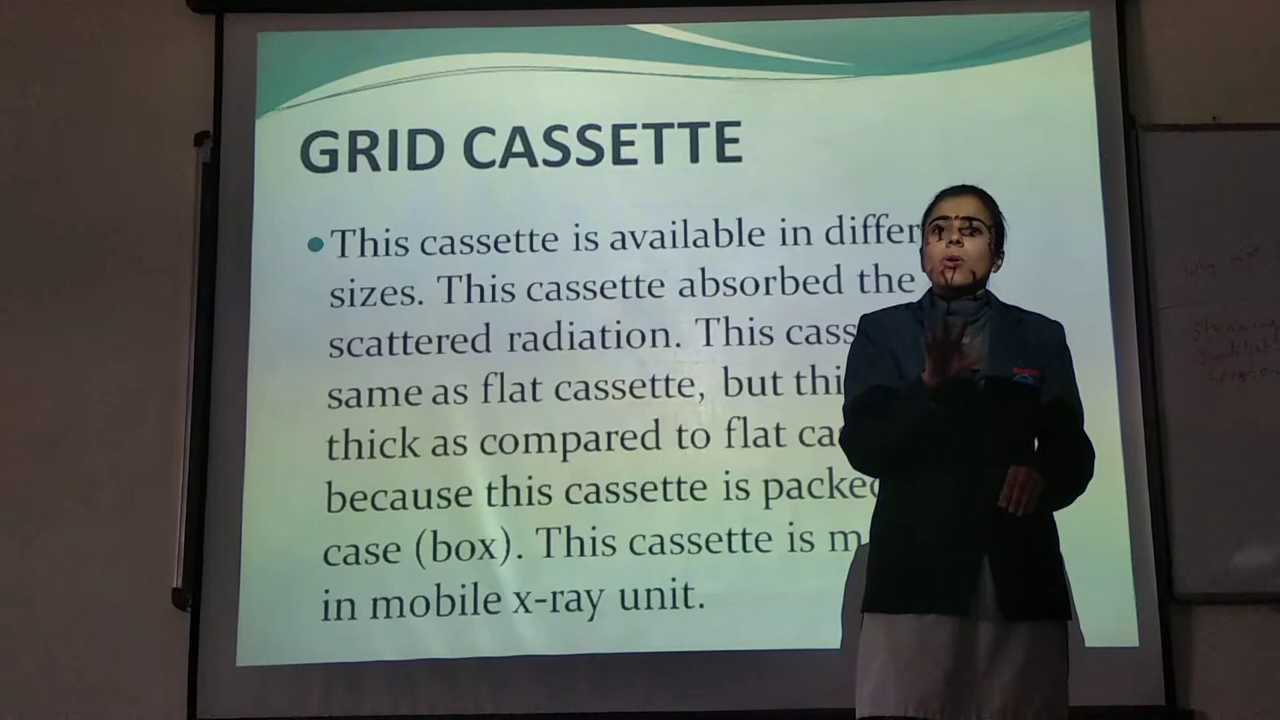 GRID CASSETTE
• This cassette is available in differ
sizes. This cassette absorbed the
scattered radiation. This cass
same as flat cassette, but thi
thick as compared to flat ca
because this cassette is packed
case (box). This cassette is m
in mobile x-ray unit.